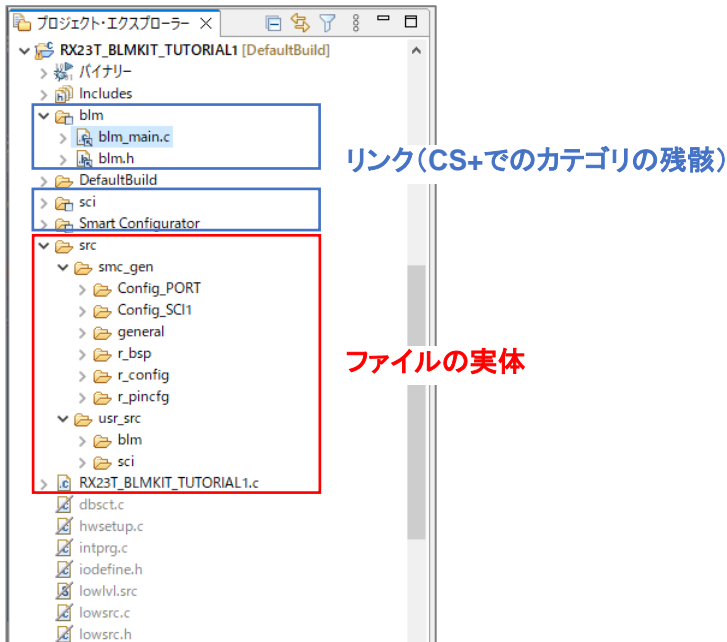 プロジェクト・エクスプローラー
RX23T_BLMKIT_TUTORIAL1 [DefaultBuild]
バイナリー
Includes
blm
blm_main.c
blm.h
リンク（CS+でのカテゴリの残骸）
DefaultBuild
sci
Smart Configurator
src
smc_gen
Config_PORT
Config_SCI1
general
r_bsp
r_config
ファイルの実体
r_pincfg
usr_src
blm
sci
RX23T_BLMKIT_TUTORIAL1.c
dbsct.c
hwsetup.c
intprg.c
iodefine.h
lowlvl.src
lowsrc.c
lowsrc.h